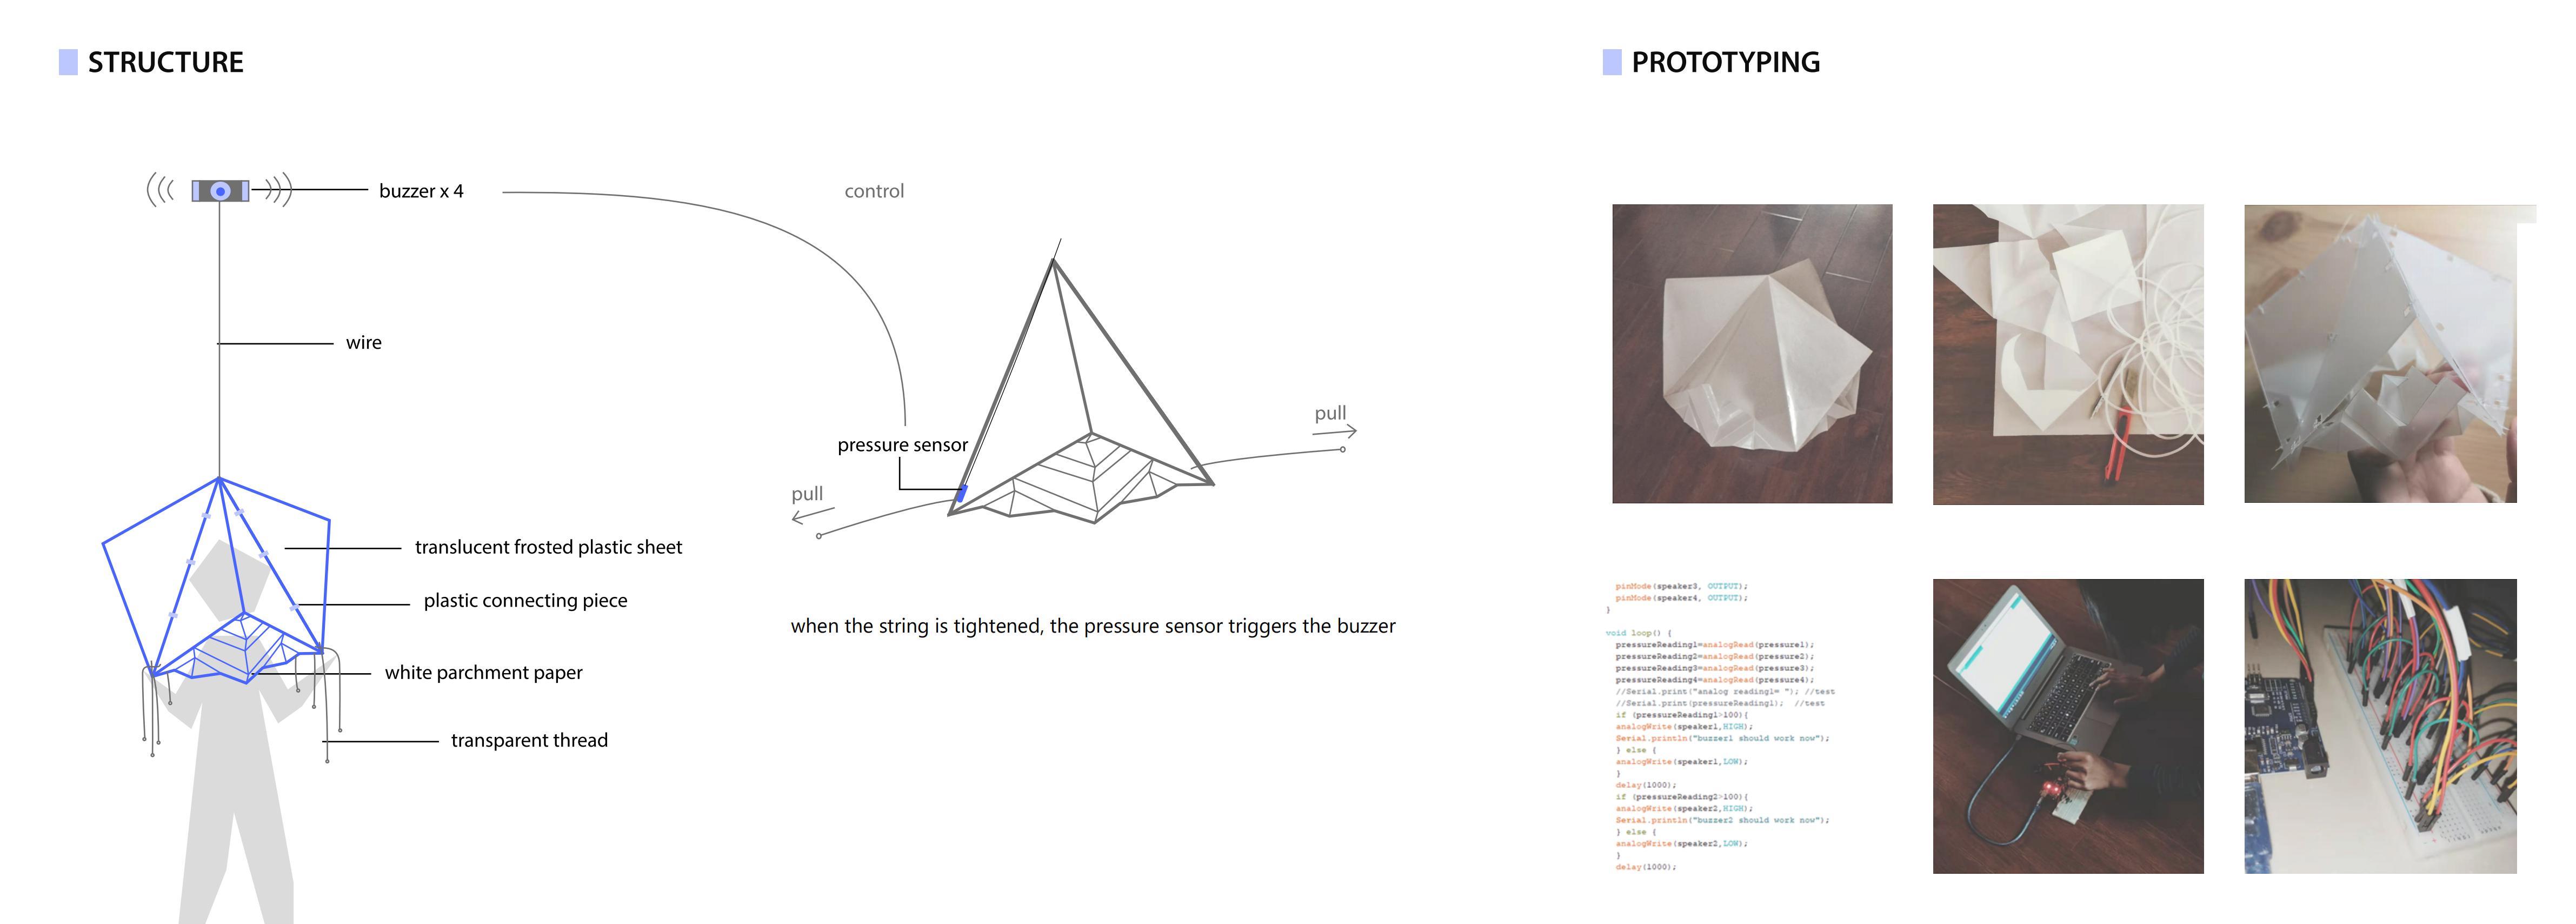 STRUCTURE
buzzer x 4
control
wire
pull
pressure sensor
pull
translucent frosted plastic sheet
plastic connecting piece
white parchment paper
transparent thread
when the string is tightened, the pressure sensor triggers the buzzer
PROTOTYPING
pinMode(speaker3, OUTPUT);
pinMode(speaker4, OUTPUT);
}
void loop() {
pressureReading1=analogRead(pressure1);
pressureReading2=analogRead(pressure2);
pressureReading3=analogRead(pressure3);
pressureReading4=analogRead(pressure4);
//Serial.print("analog reading1= "); //test
//Serial.print(pressureReading1);  //test
if (pressureReading1>100){
analogWrite(speaker1,HIGH);
Serial.println("buzzer1 should work now");
} else {
analogWrite(speaker1,LOW);
}
delay(1000);
if (pressureReading2>100){
analogWrite(speaker2,HIGH);
Serial.println("buzzer2 should work now");
} else {
analogWrite(speaker2,LOW);
}
delay(1000);